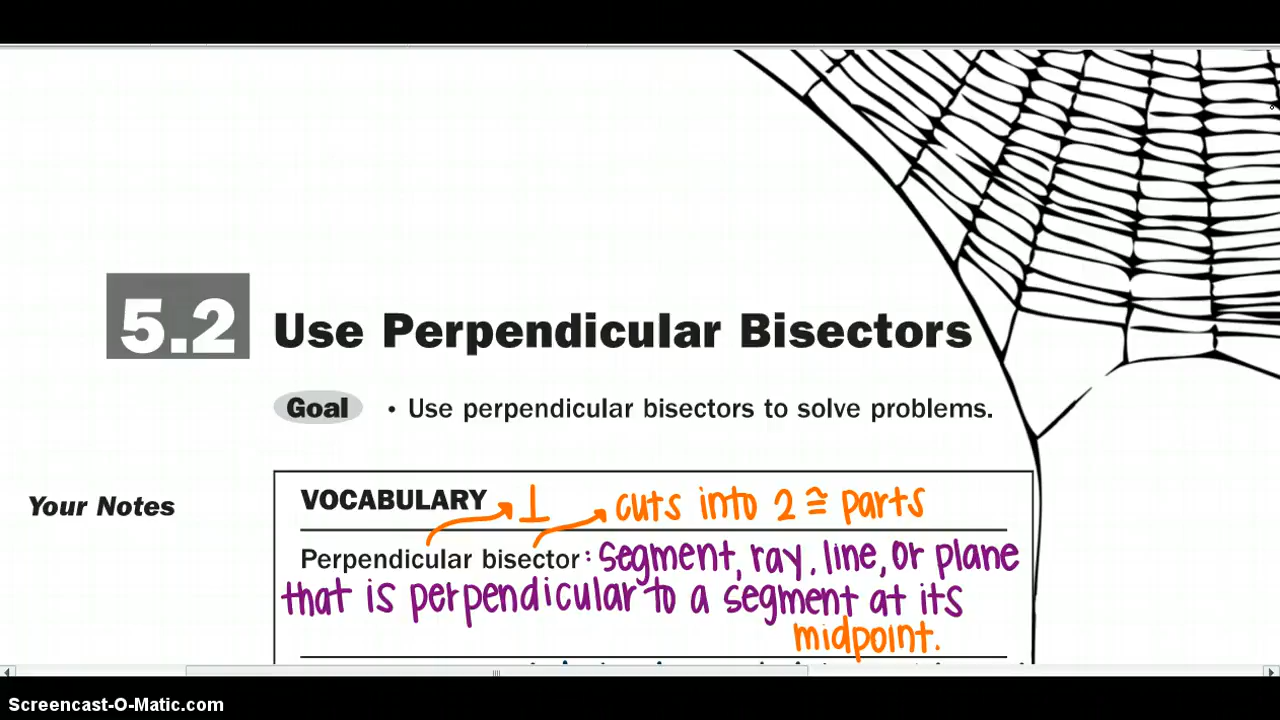 5.2 Use Perpendicular Bisectors
Goal • Use perpendicular bisectors to solve problems.
Your Notes
VOCABULARY ⊥ cuts into 2 ≅ parts
Perpendicular bisector: segment, ray, line, or plane
that is perpendicular to a segment at its
midpoint.
Screencast-O-Matic.com